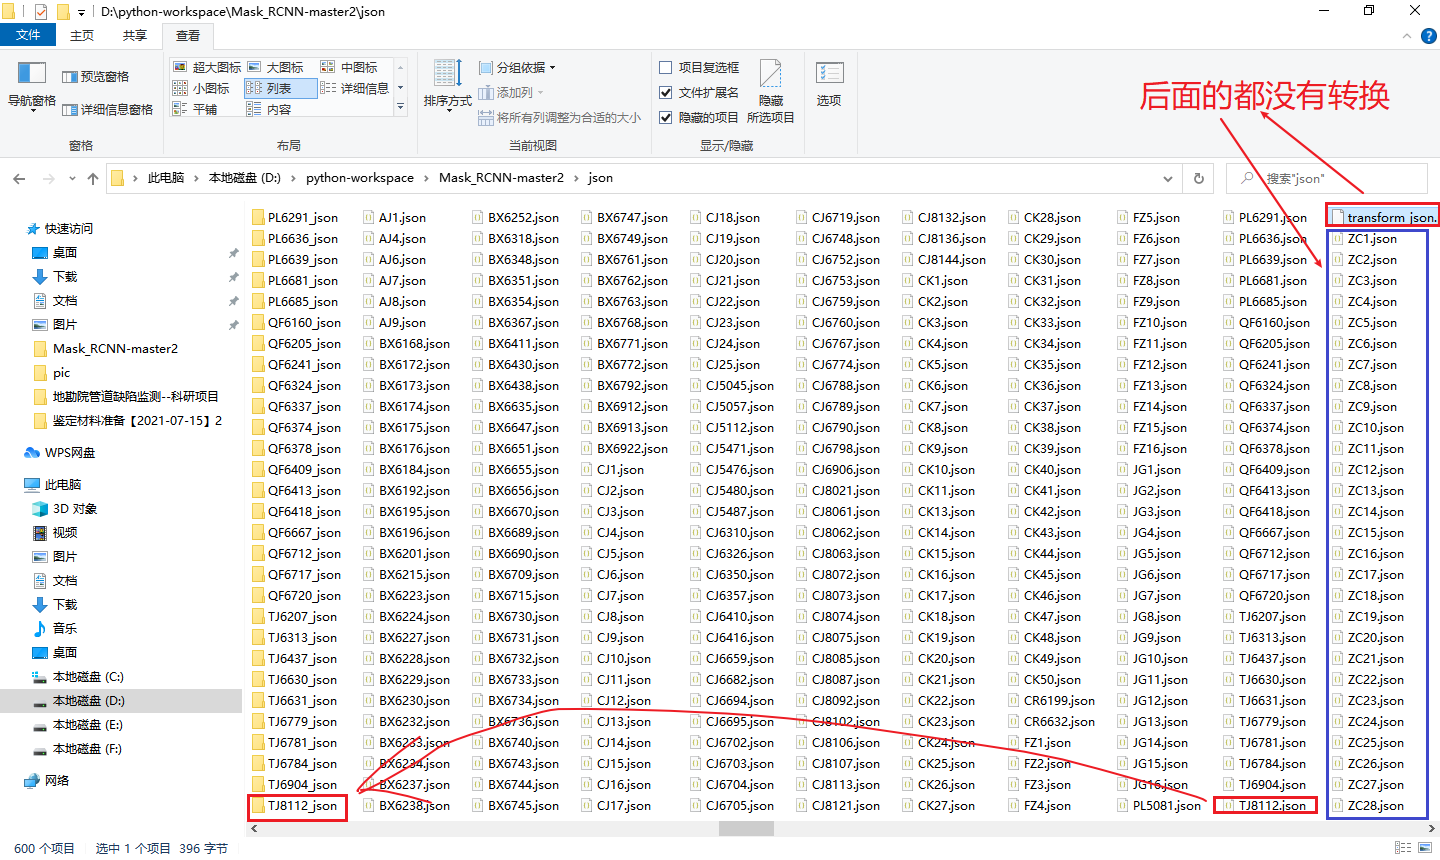 D:\python-workspace\Mask_RCNN-master2\json
文件 主页 共享 查看
导航窗格
预览窗格
详细信息窗格
窗格
超大图标 大图标 中图标
小图标 列表 详细信息
平铺 内容
布局
排序方式
分组依据
添加列
将所有列调整为合适的大小
当前视图
项目复选框
文件扩展名
隐藏的项目
隐藏
所选项目
显示/隐藏
选项
后面的都没有转换
此电脑 本地磁盘 (D:) python-workspace Mask_RCNN-master2 json
搜索"json"
快速访问
桌面
下载
文档
图片
Mask_RCNN-master2
pic
地勘院管道缺陷监测--科研项目
鉴定材料准备【2021-07-15】2
WPS网盘
此电脑
3D 对象
视频
图片
文档
下载
音乐
桌面
本地磁盘 (C:)
本地磁盘 (D:)
本地磁盘 (E:)
本地磁盘 (F:)
网络
PL6291_json
PL6636_json
PL6639_json
PL6681_json
PL6685_json
QF6160_json
QF6205_json
QF6241_json
QF6324_json
QF6337_json
QF6374_json
QF6378_json
QF6409_json
QF6413_json
QF6418_json
QF6667_json
QF6712_json
QF6717_json
QF6720_json
TJ6207_json
TJ6313_json
TJ6437_json
TJ6630_json
TJ6631_json
TJ6779_json
TJ6781_json
TJ6784_json
TJ6904_json
TJ8112_json
AJ1.json
AJ4.json
AJ6.json
AJ7.json
AJ8.json
AJ9.json
BX6168.json
BX6172.json
BX6173.json
BX6174.json
BX6175.json
BX6176.json
BX6184.json
BX6192.json
BX6195.json
BX6196.json
BX6201.json
BX6215.json
BX6223.json
BX6224.json
BX6227.json
BX6228.json
BX6229.json
BX6230.json
BX6232.json
BX6233.json
BX6234.json
BX6237.json
BX6238.json
BX6252.json
BX6318.json
BX6348.json
BX6351.json
BX6354.json
BX6367.json
BX6411.json
BX6430.json
BX6438.json
BX6635.json
BX6647.json
BX6651.json
BX6655.json
BX6656.json
BX6670.json
BX6689.json
BX6690.json
BX6709.json
BX6715.json
BX6730.json
BX6731.json
BX6732.json
BX6733.json
BX6734.json
BX6736.json
BX6740.json
BX6743.json
BX6744.json
BX6745.json
BX6747.json
BX6749.json
BX6761.json
BX6762.json
BX6763.json
BX6768.json
BX6771.json
BX6772.json
BX6792.json
BX6912.json
BX6913.json
BX6922.json
CJ1.json
CJ2.json
CJ3.json
CJ4.json
CJ5.json
CJ6.json
CJ7.json
CJ8.json
CJ9.json
CJ10.json
CJ11.json
CJ12.json
CJ13.json
CJ14.json
CJ15.json
CJ16.json
CJ17.json
CJ18.json
CJ19.json
CJ20.json
CJ21.json
CJ22.json
CJ23.json
CJ24.json
CJ25.json
CJ5045.json
CJ5057.json
CJ5112.json
CJ5471.json
CJ5476.json
CJ5480.json
CJ5487.json
CJ6310.json
CJ6326.json
CJ6350.json
CJ6357.json
CJ6410.json
CJ6416.json
CJ6659.json
CJ6682.json
CJ6694.json
CJ6695.json
CJ6702.json
CJ6703.json
CJ6704.json
CJ6705.json
CJ6719.json
CJ6748.json
CJ6752.json
CJ6753.json
CJ6759.json
CJ6760.json
CJ6767.json
CJ6774.json
CJ6788.json
CJ6789.json
CJ6790.json
CJ6798.json
CJ6906.json
CJ8021.json
CJ8061.json
CJ8062.json
CJ8063.json
CJ8072.json
CJ8073.json
CJ8074.json
CJ8075.json
CJ8085.json
CJ8087.json
CJ8092.json
CJ8102.json
CJ8106.json
CJ8107.json
CJ8113.json
CJ8121.json
CJ8132.json
CJ8136.json
CJ8144.json
CK1.json
CK2.json
CK3.json
CK4.json
CK5.json
CK6.json
CK7.json
CK8.json
CK9.json
CK10.json
CK11.json
CK13.json
CK14.json
CK15.json
CK16.json
CK17.json
CK18.json
CK19.json
CK20.json
CK21.json
CK22.json
CK23.json
CK24.json
CK25.json
CK26.json
CK27.json
CK28.json
CK29.json
CK30.json
CK31.json
CK32.json
CK33.json
CK34.json
CK35.json
CK36.json
CK37.json
CK38.json
CK39.json
CK40.json
CK41.json
CK42.json
CK43.json
CK44.json
CK45.json
CK46.json
CK47.json
CK48.json
CK49.json
CK50.json
CR6199.json
CR6632.json
FZ1.json
FZ2.json
FZ3.json
FZ4.json
FZ5.json
FZ6.json
FZ7.json
FZ8.json
FZ9.json
FZ10.json
FZ11.json
FZ12.json
FZ13.json
FZ14.json
FZ15.json
FZ16.json
JG1.json
JG2.json
JG3.json
JG4.json
JG5.json
JG6.json
JG7.json
JG8.json
JG9.json
JG10.json
JG11.json
JG12.json
JG13.json
JG14.json
JG15.json
JG16.json
PL5081.json
PL6291.json
PL6636.json
PL6639.json
PL6681.json
PL6685.json
QF6160.json
QF6205.json
QF6241.json
QF6324.json
QF6337.json
QF6374.json
QF6378.json
QF6409.json
QF6413.json
QF6418.json
QF6667.json
QF6712.json
QF6717.json
QF6720.json
TJ6207.json
TJ6313.json
TJ6437.json
TJ6630.json
TJ6631.json
TJ6779.json
TJ6781.json
TJ6784.json
TJ6904.json
TJ8112.json
transform_json.
ZC1.json
ZC2.json
ZC3.json
ZC4.json
ZC5.json
ZC6.json
ZC7.json
ZC8.json
ZC9.json
ZC10.json
ZC11.json
ZC12.json
ZC13.json
ZC14.json
ZC15.json
ZC16.json
ZC17.json
ZC18.json
ZC19.json
ZC20.json
ZC21.json
ZC22.json
ZC23.json
ZC24.json
ZC25.json
ZC26.json
ZC27.json
ZC28.json
600 个项目 选中 1 个项目 396 字节